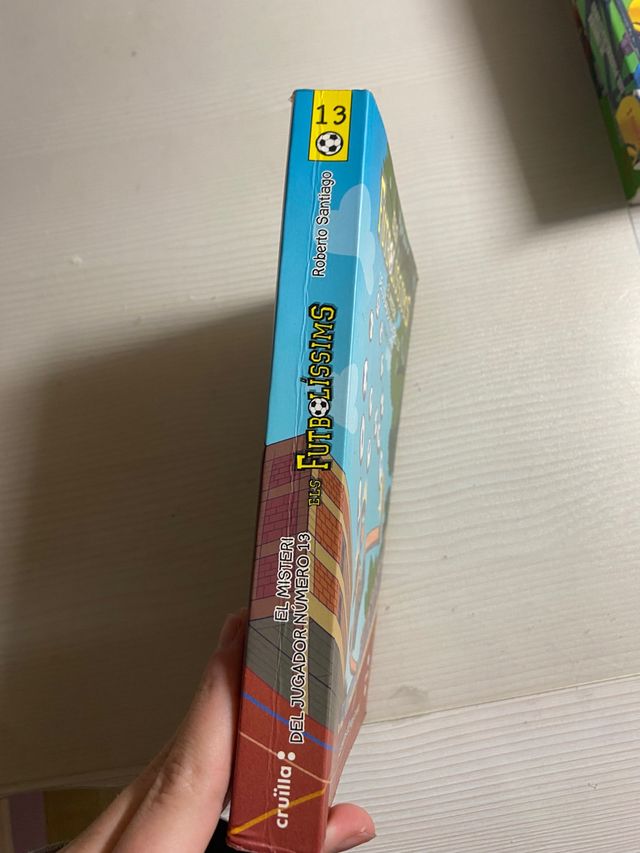 13
Roberto Santiago
ELS FUTBOLÍSSIMS
EL MISTERI
DEL JUGADOR NÚMERO 13
cruïlla